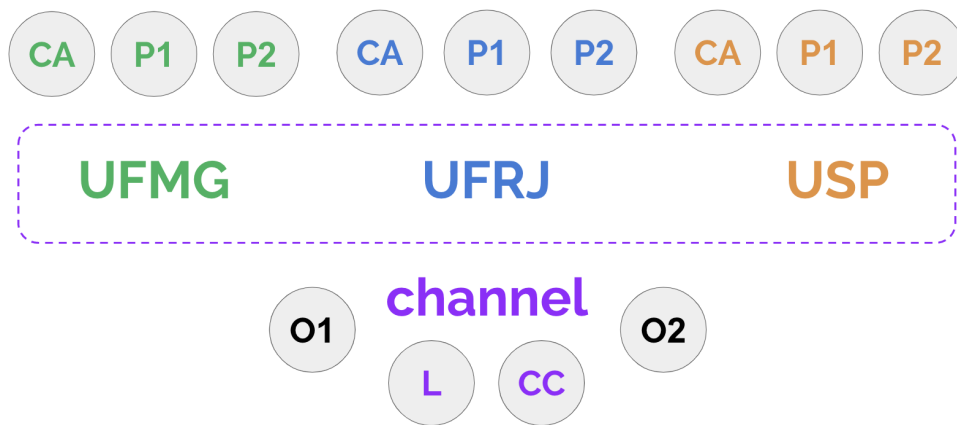 CA P1 P2 CA P1 P2 CA P1 P2
UFMG UFRJ USP
channel
O1 O2
L CC